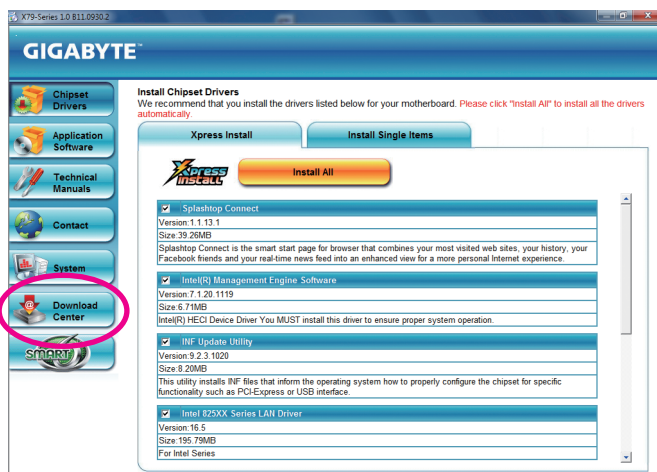 X79-Series 1.0 B11.0930.2
GIGABYTE™
Chipset
Drivers
Application
Software
Technical
Manuals
Contact
System
Download
Center
SMART
Install Chipset Drivers
We recommend that you install the drivers listed below for your motherboard. Please click "Install All" to install all the drivers
automatically.
Xpress Install
Install Single Items
Xpress
Install
Install All
Splashtop Connect
Version:1.1.13.1
Size:39.26MB
Splashtop Connect is the smart start page for browser that combines your most visited web sites, your history, your
Facebook friends and your real-time news feed into an enhanced view for a more personal Internet experience.
Intel(R) Management Engine Software
Version:7.1.20.1119
Size:6.71MB
Intel(R) HECI Device Driver You MUST install this driver to ensure proper system operation.
INF Update Utility
Version:9.2.3.1020
Size:8.20MB
This utility installs INF files that inform the operating system how to properly configure the chipset for specific
functionality such as PCI-Express or USB interface.
Intel 825XX Series LAN Driver
Version:16.5
Size:195.79MB
For Intel Series